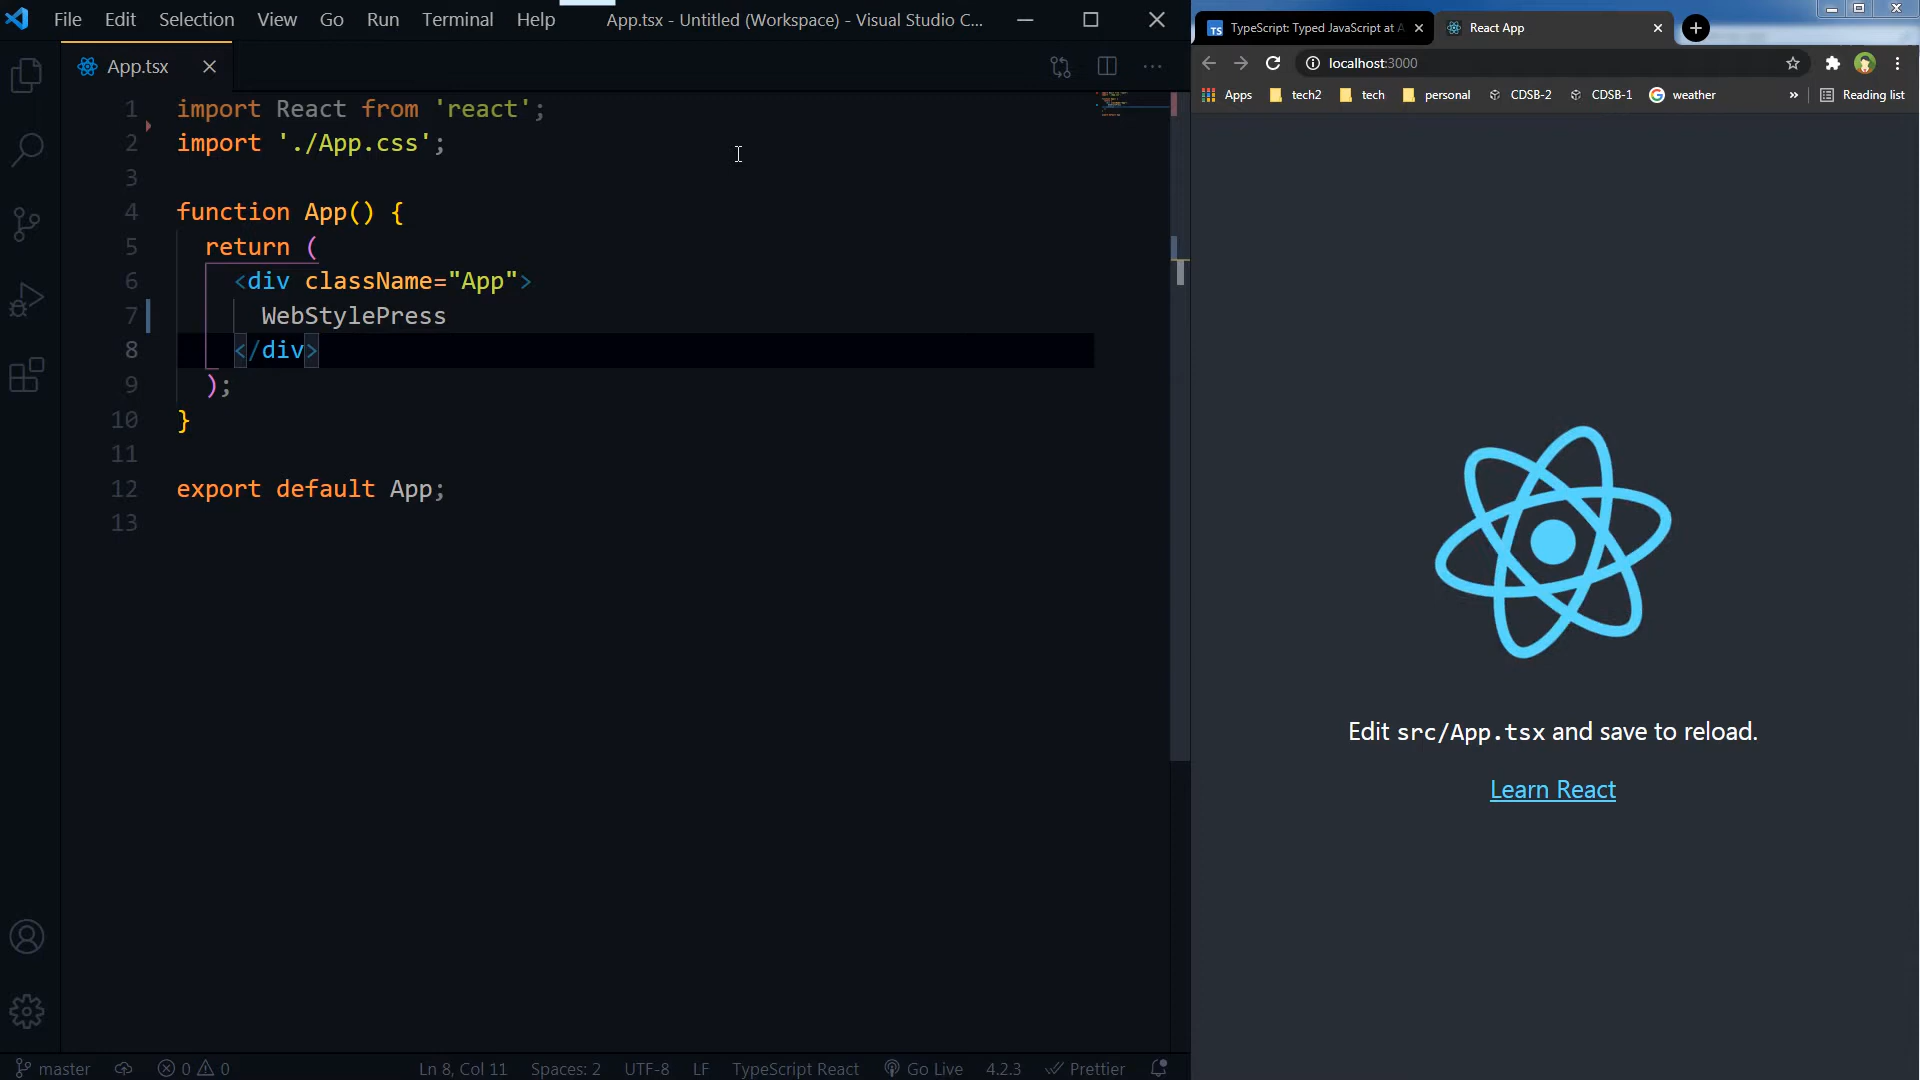 File Edit Selection View Go Run Terminal Help App.tsx - Untitled (Workspace) - Visual Studio C...
App.tsx
1 import React from 'react';
2 import './App.css';
3
4 function App() {
5 return (
6 <div className="App">
7 WebStylePress
8 </div>
9 );
10 }
11
12 export default App;
13
master 0 0 Ln 8, Col 11 Spaces: 2 UTF-8 LF TypeScript React Go Live 4.2.3 Prettier
TS TypeScript: Typed JavaScript at A React App
localhost:3000
Apps tech2 tech personal CDSB-2 CDSB-1 weather » Reading list
Edit src/App.tsx and save to reload.
Learn React